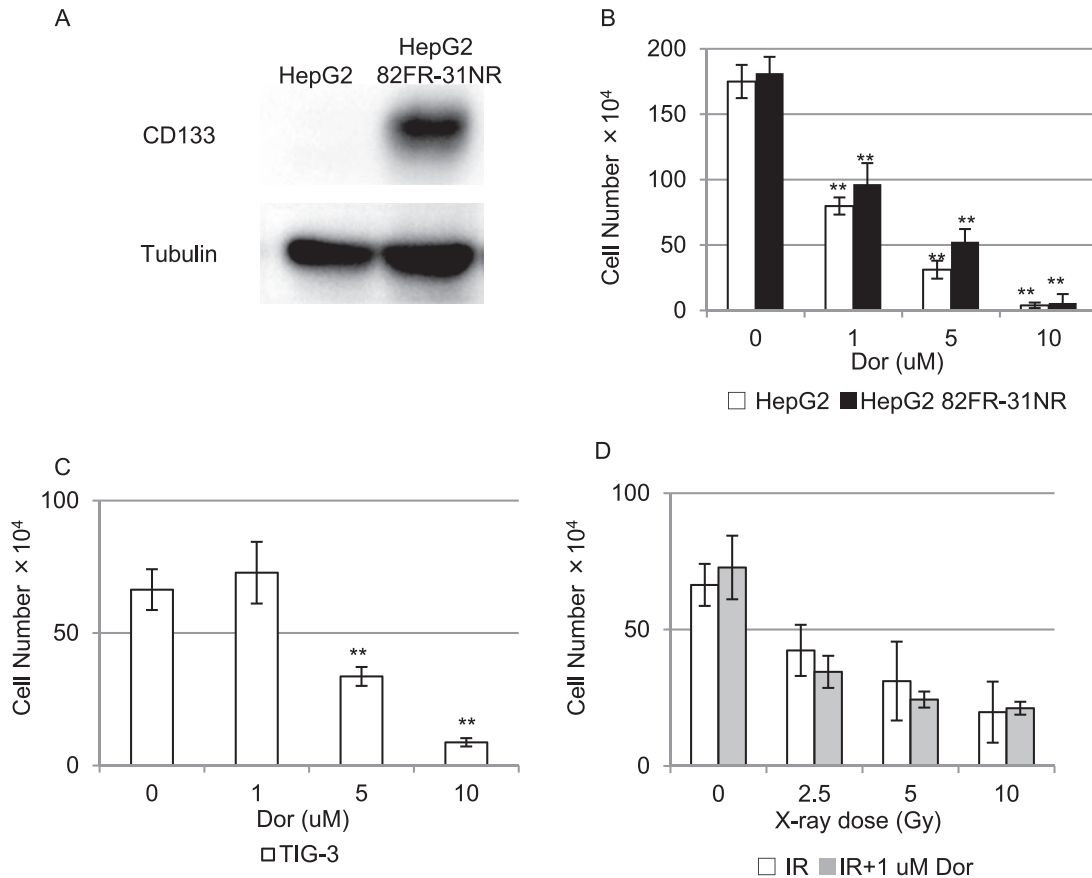 A
HepG2
HepG2
82FR-31NR
CD133
Tubulin
B
Cell Number ×10⁴
200
150
100
50
0
** **
** **
** **
0 1 5 10
Dor (uM)
HepG2 HepG2 82FR-31NR
C
Cell Number ×10⁴
100
50
0
**
**
0 1 5 10
Dor (uM)
TIG-3
D
Cell Number ×10⁴
100
50
0
0 2.5 5 10
X-ray dose (Gy)
IR IR+1 uM Dor